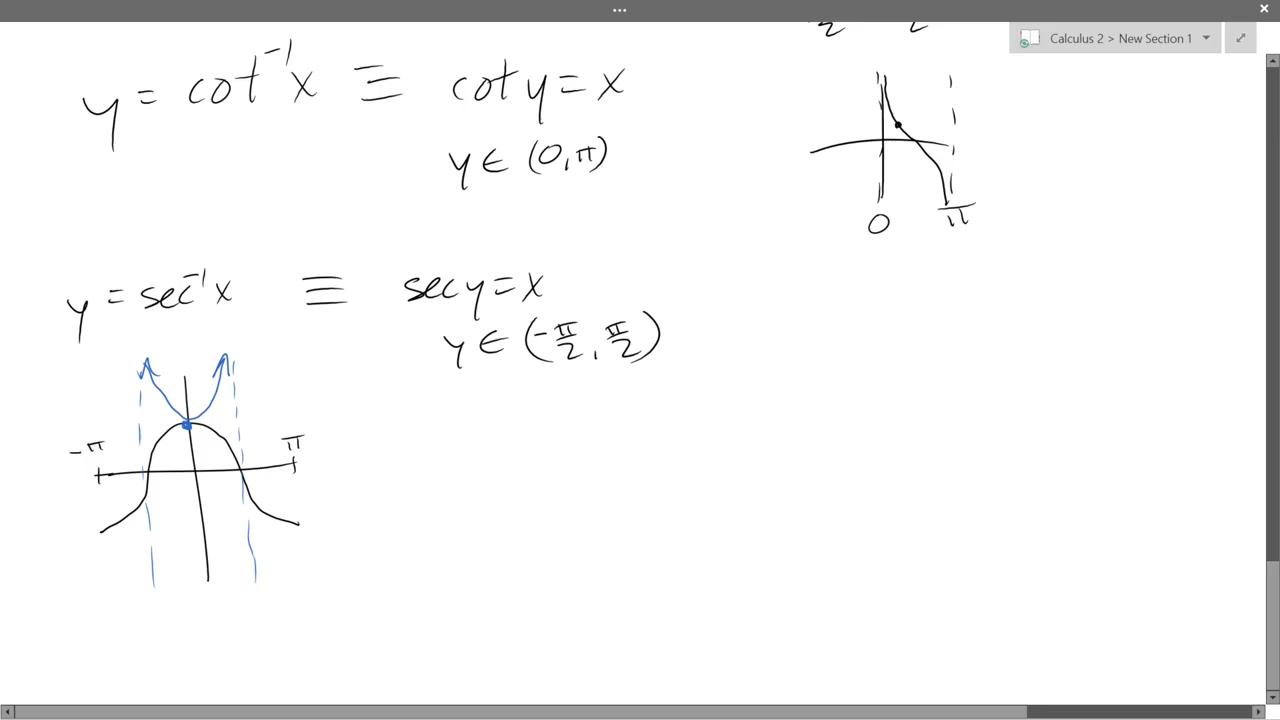 ...
Calculus 2 > New Section 1
y = cot⁻¹x ≡ cot y = x
y ∈ (0, π)
0
π
y = sec⁻¹x ≡ sec y = x
y ∈ (-π/2, π/2)
-π
π